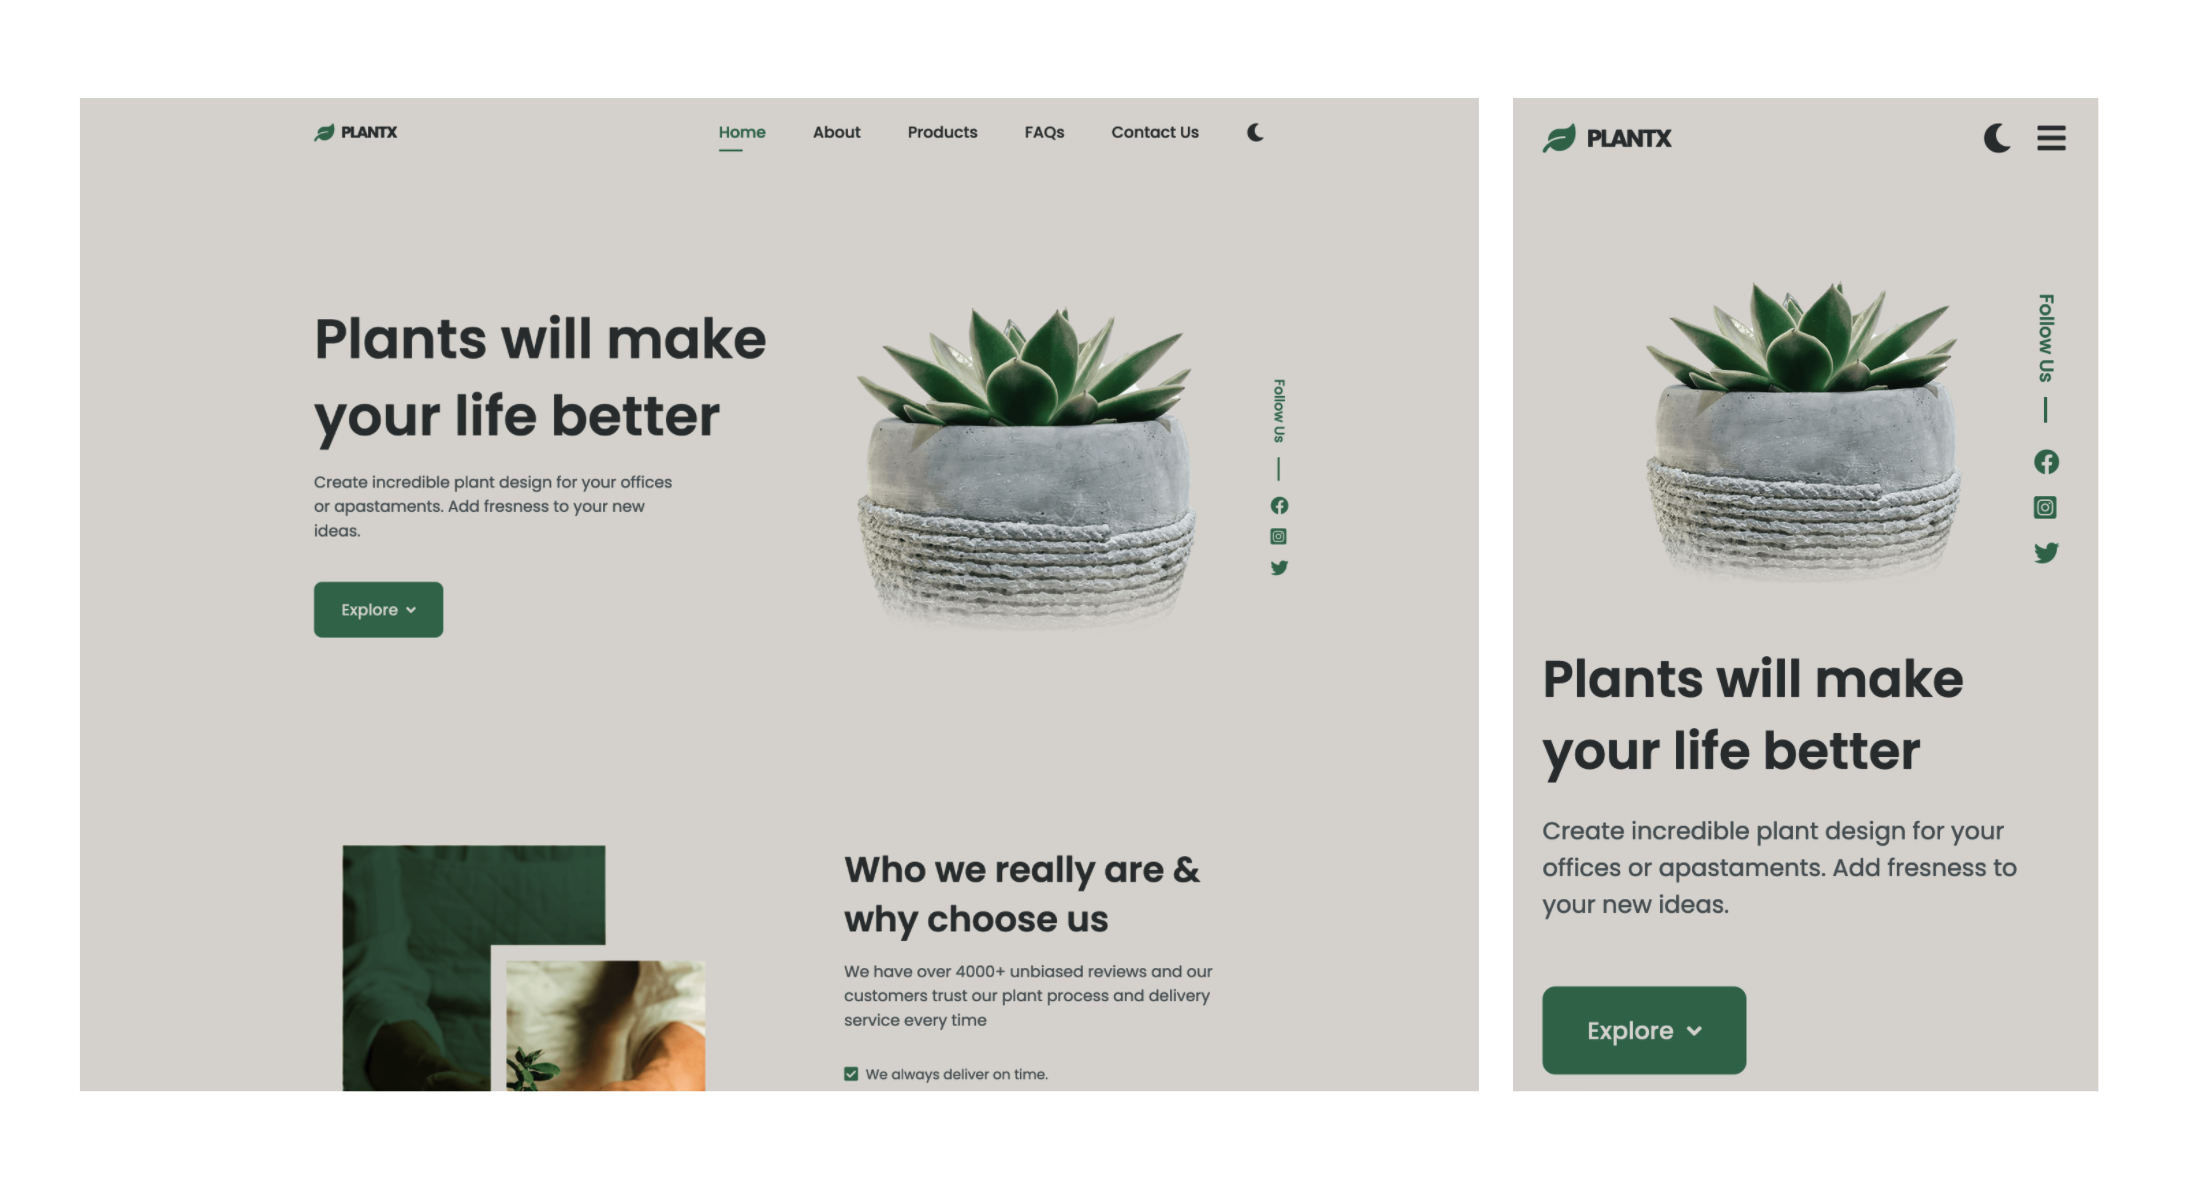 PLANTX
Home
About
Products
FAQs
Contact Us
Plants will make
your life better
Create incredible plant design for your offices
or apastaments. Add fresness to your new
ideas.
Explore
Follow Us
Who we really are &
why choose us
We have over 4000+ unbiased reviews and our
customers trust our plant process and delivery
service every time
We always deliver on time.
PLANTX
Follow Us
Plants will make
your life better
Create incredible plant design for your
offices or apastaments. Add fresness to
your new ideas.
Explore